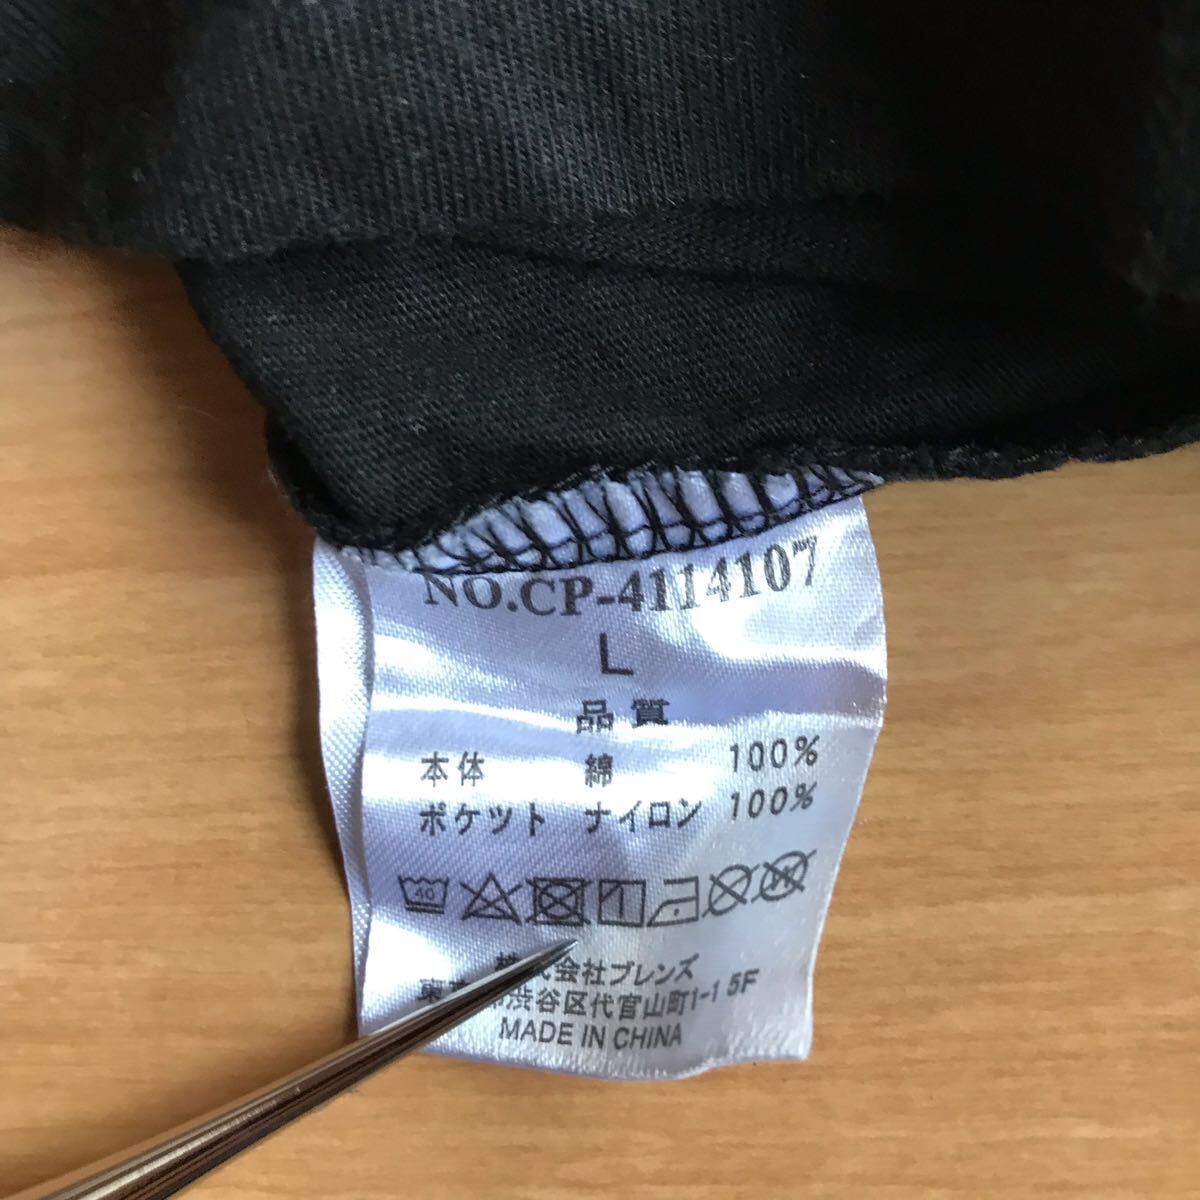 NO.CP-4114107
L
品質
本体 綿 100%
ポケット ナイロン 100%
40 W
会社ブレンズ
東 渋谷区代官山町1-1 5F
MADE IN CHINA